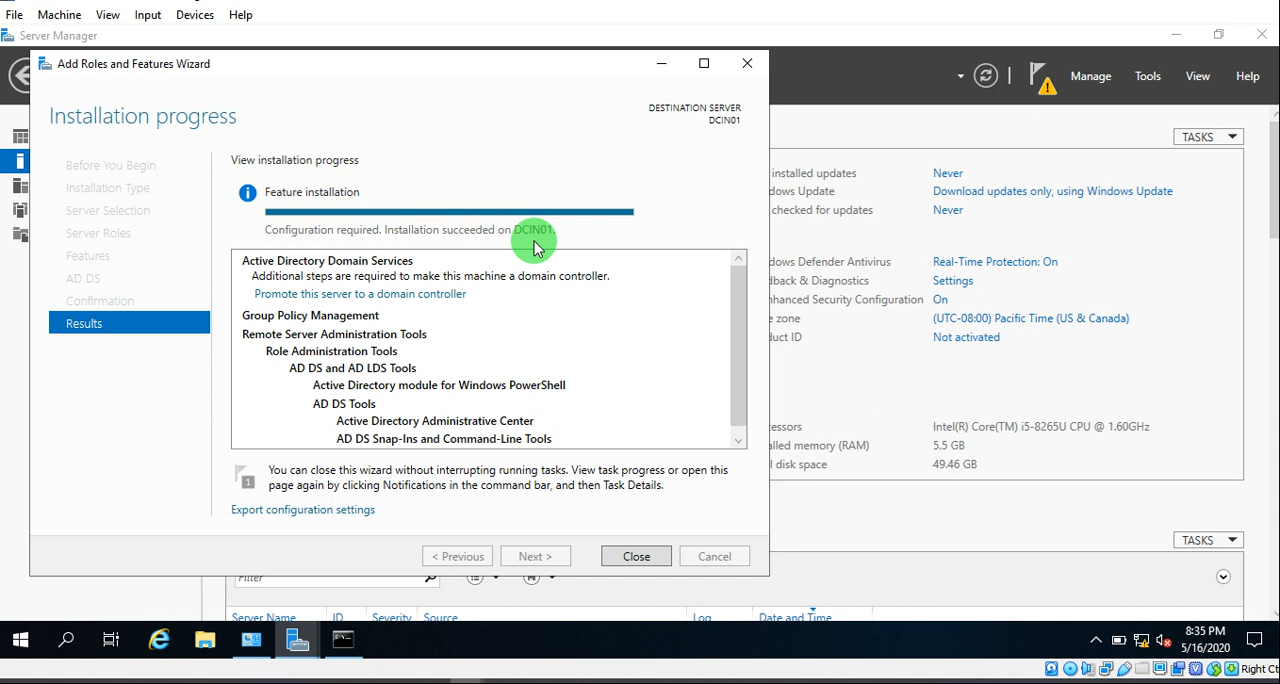 File Machine View Input Devices Help
Server Manager
Add Roles and Features Wizard
Manage Tools View Help
Installation progress
DESTINATION SERVER
DCIN01
TASKS
Before You Begin
Installation Type
Server Selection
Server Roles
Features
AD DS
Confirmation
Results
View installation progress
Feature installation
Configuration required. Installation succeeded on DCIN01.
Active Directory Domain Services
Additional steps are required to make this machine a domain controller.
Promote this server to a domain controller
Group Policy Management
Remote Server Administration Tools
Role Administration Tools
AD DS and AD LDS Tools
Active Directory module for Windows PowerShell
AD DS Tools
Active Directory Administrative Center
AD DS Snap-Ins and Command-Line Tools
1
You can close this wizard without interrupting running tasks. View task progress or open this
page again by clicking Notifications in the command bar, and then Task Details.
Export configuration settings
< Previous Next > Close Cancel
installed updates Never
dows Update Download updates only, using Windows Update
checked for updates Never
dows Defender Antivirus Real-Time Protection: On
dback & Diagnostics Settings
nhanced Security Configuration On
e zone (UTC-08:00) Pacific Time (US & Canada)
duct ID Not activated
essors Intel(R) Core(TM) i5-8265U CPU @ 1.60GHz
alled memory (RAM) 5.5 GB
l disk space 49.46 GB
TASKS
Filter
Server Name ID Severity Source Log Date and Time
8:35 PM
5/16/2020
Right Ct